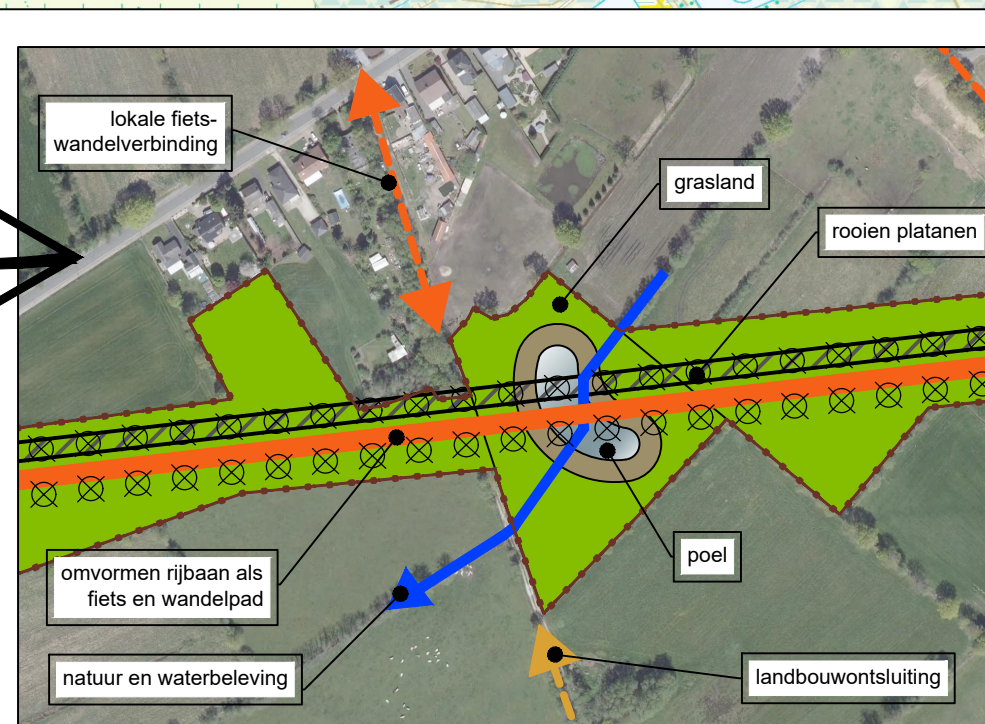 lokale fiets-
wandelverbinding
grasland
rooien platanen
omvormen rijbaan als
fiets en wandelpad
poel
natuur en waterbeleving
landbouwontsluiting